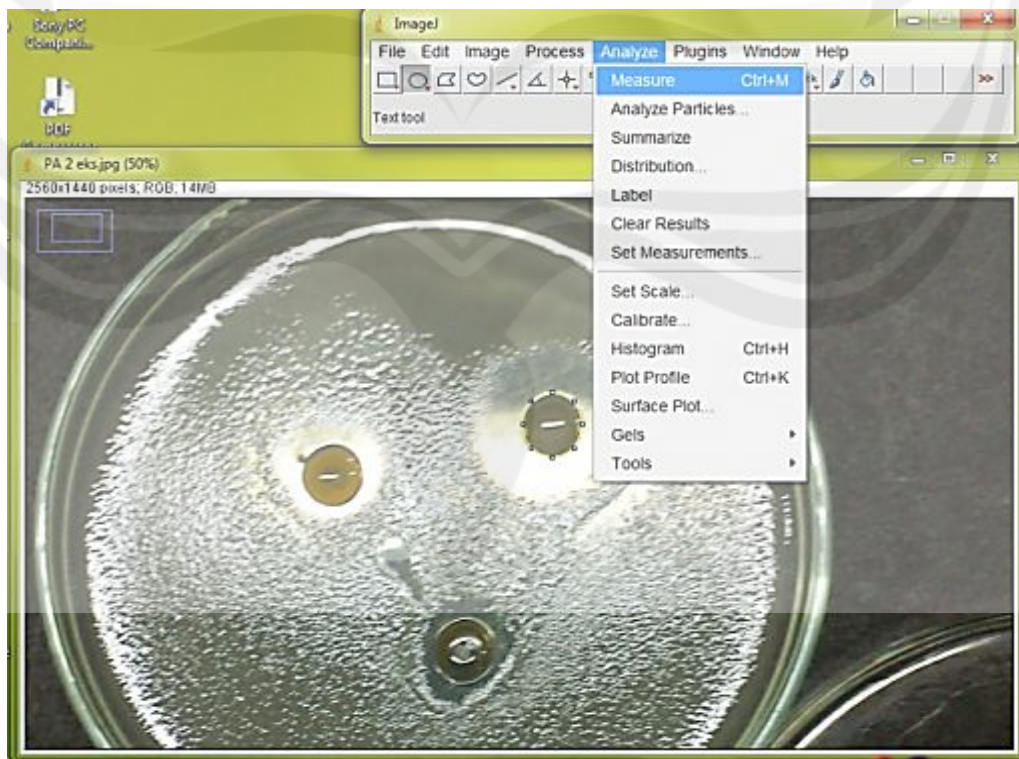 Sony PC
Compani...
PDF
ImageJ
File Edit Image Process Analyze Plugins Window Help
Text tool
Measure Ctrl+M
Analyze Particles...
Summarize
Distribution...
Label
Clear Results
Set Measurements...
Set Scale...
Calibrate...
Histogram Ctrl+H
Plot Profile Ctrl+K
Surface Plot...
Gels
Tools
PA 2 eks.jpg (50%)
2560x1440 pixels; RGB; 14MB